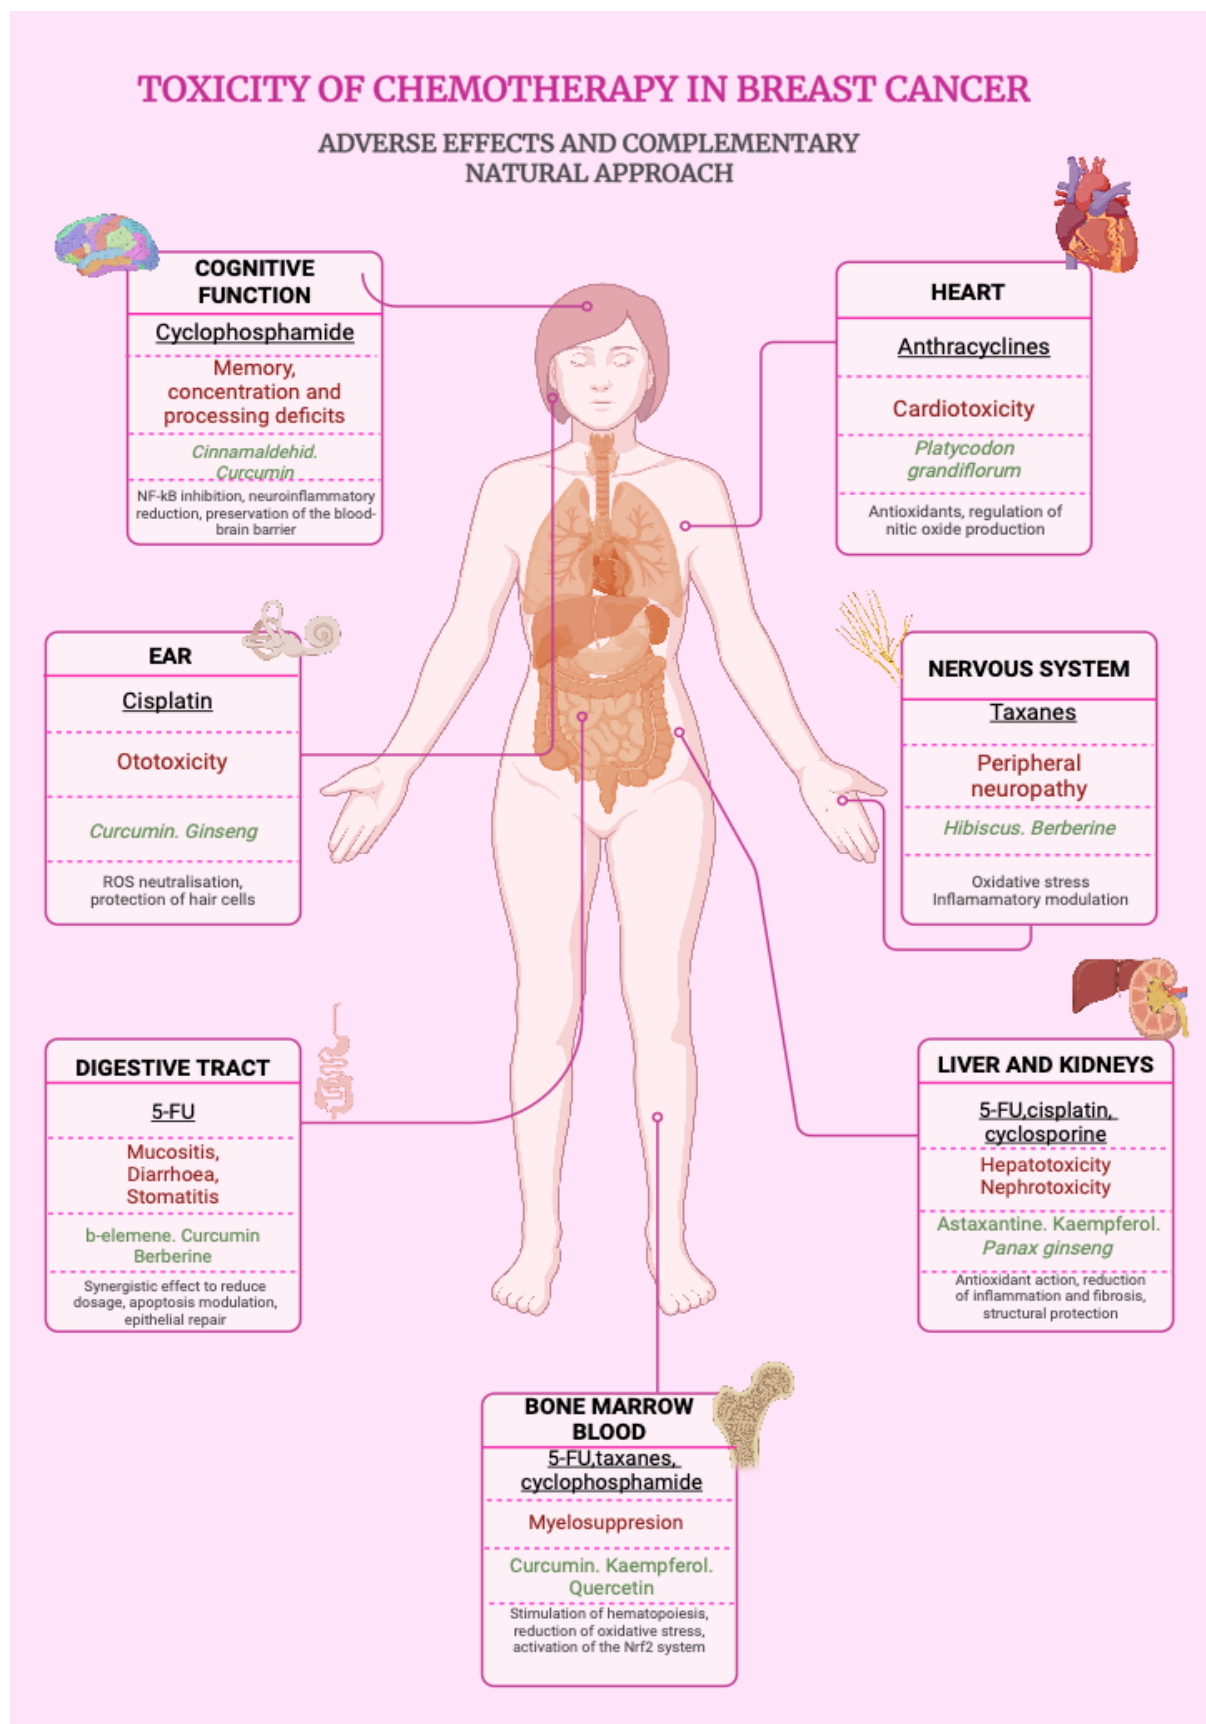 TOXICITY OF CHEMOTHERAPY IN BREAST CANCER
ADVERSE EFFECTS AND COMPLEMENTARY
NATURAL APPROACH
COGNITIVE
FUNCTION
Cyclophosphamide
Memory,
concentration and
processing deficits
Cinnamaldehid.
Curcumin
NF-kB inhibition, neuroinflammatory
reduction, preservation of the blood-
brain barrier
HEART
Anthracyclines
Cardiotoxicity
Platycodon
grandiflorum
Antioxidants, regulation of
nitic oxide production
EAR
Cisplatin
Ototoxicity
Curcumin. Ginseng
ROS neutralisation,
protection of hair cells
NERVOUS SYSTEM
Taxanes
Peripheral
neuropathy
Hibiscus. Berberine
Oxidative stress
Inflamamatory modulation
DIGESTIVE TRACT
5-FU
Mucositis,
Diarrhoea,
Stomatitis
b-elemene. Curcumin
Berberine
Synergistic effect to reduce
dosage, apoptosis modulation,
epithelial repair
LIVER AND KIDNEYS
5-FU,cisplatin,
cyclosporine
Hepatotoxicity
Nephrotoxicity
Astaxantine. Kaempferol.
Panax ginseng
Antioxidant action, reduction
of inflammation and fibrosis,
structural protection
BONE MARROW
BLOOD
5-FU,taxanes,
cyclophosphamide
Myelosuppresion
Curcumin. Kaempferol.
Quercetin
Stimulation of hematopoiesis,
reduction of oxidative stress,
activation of the Nrf2 system